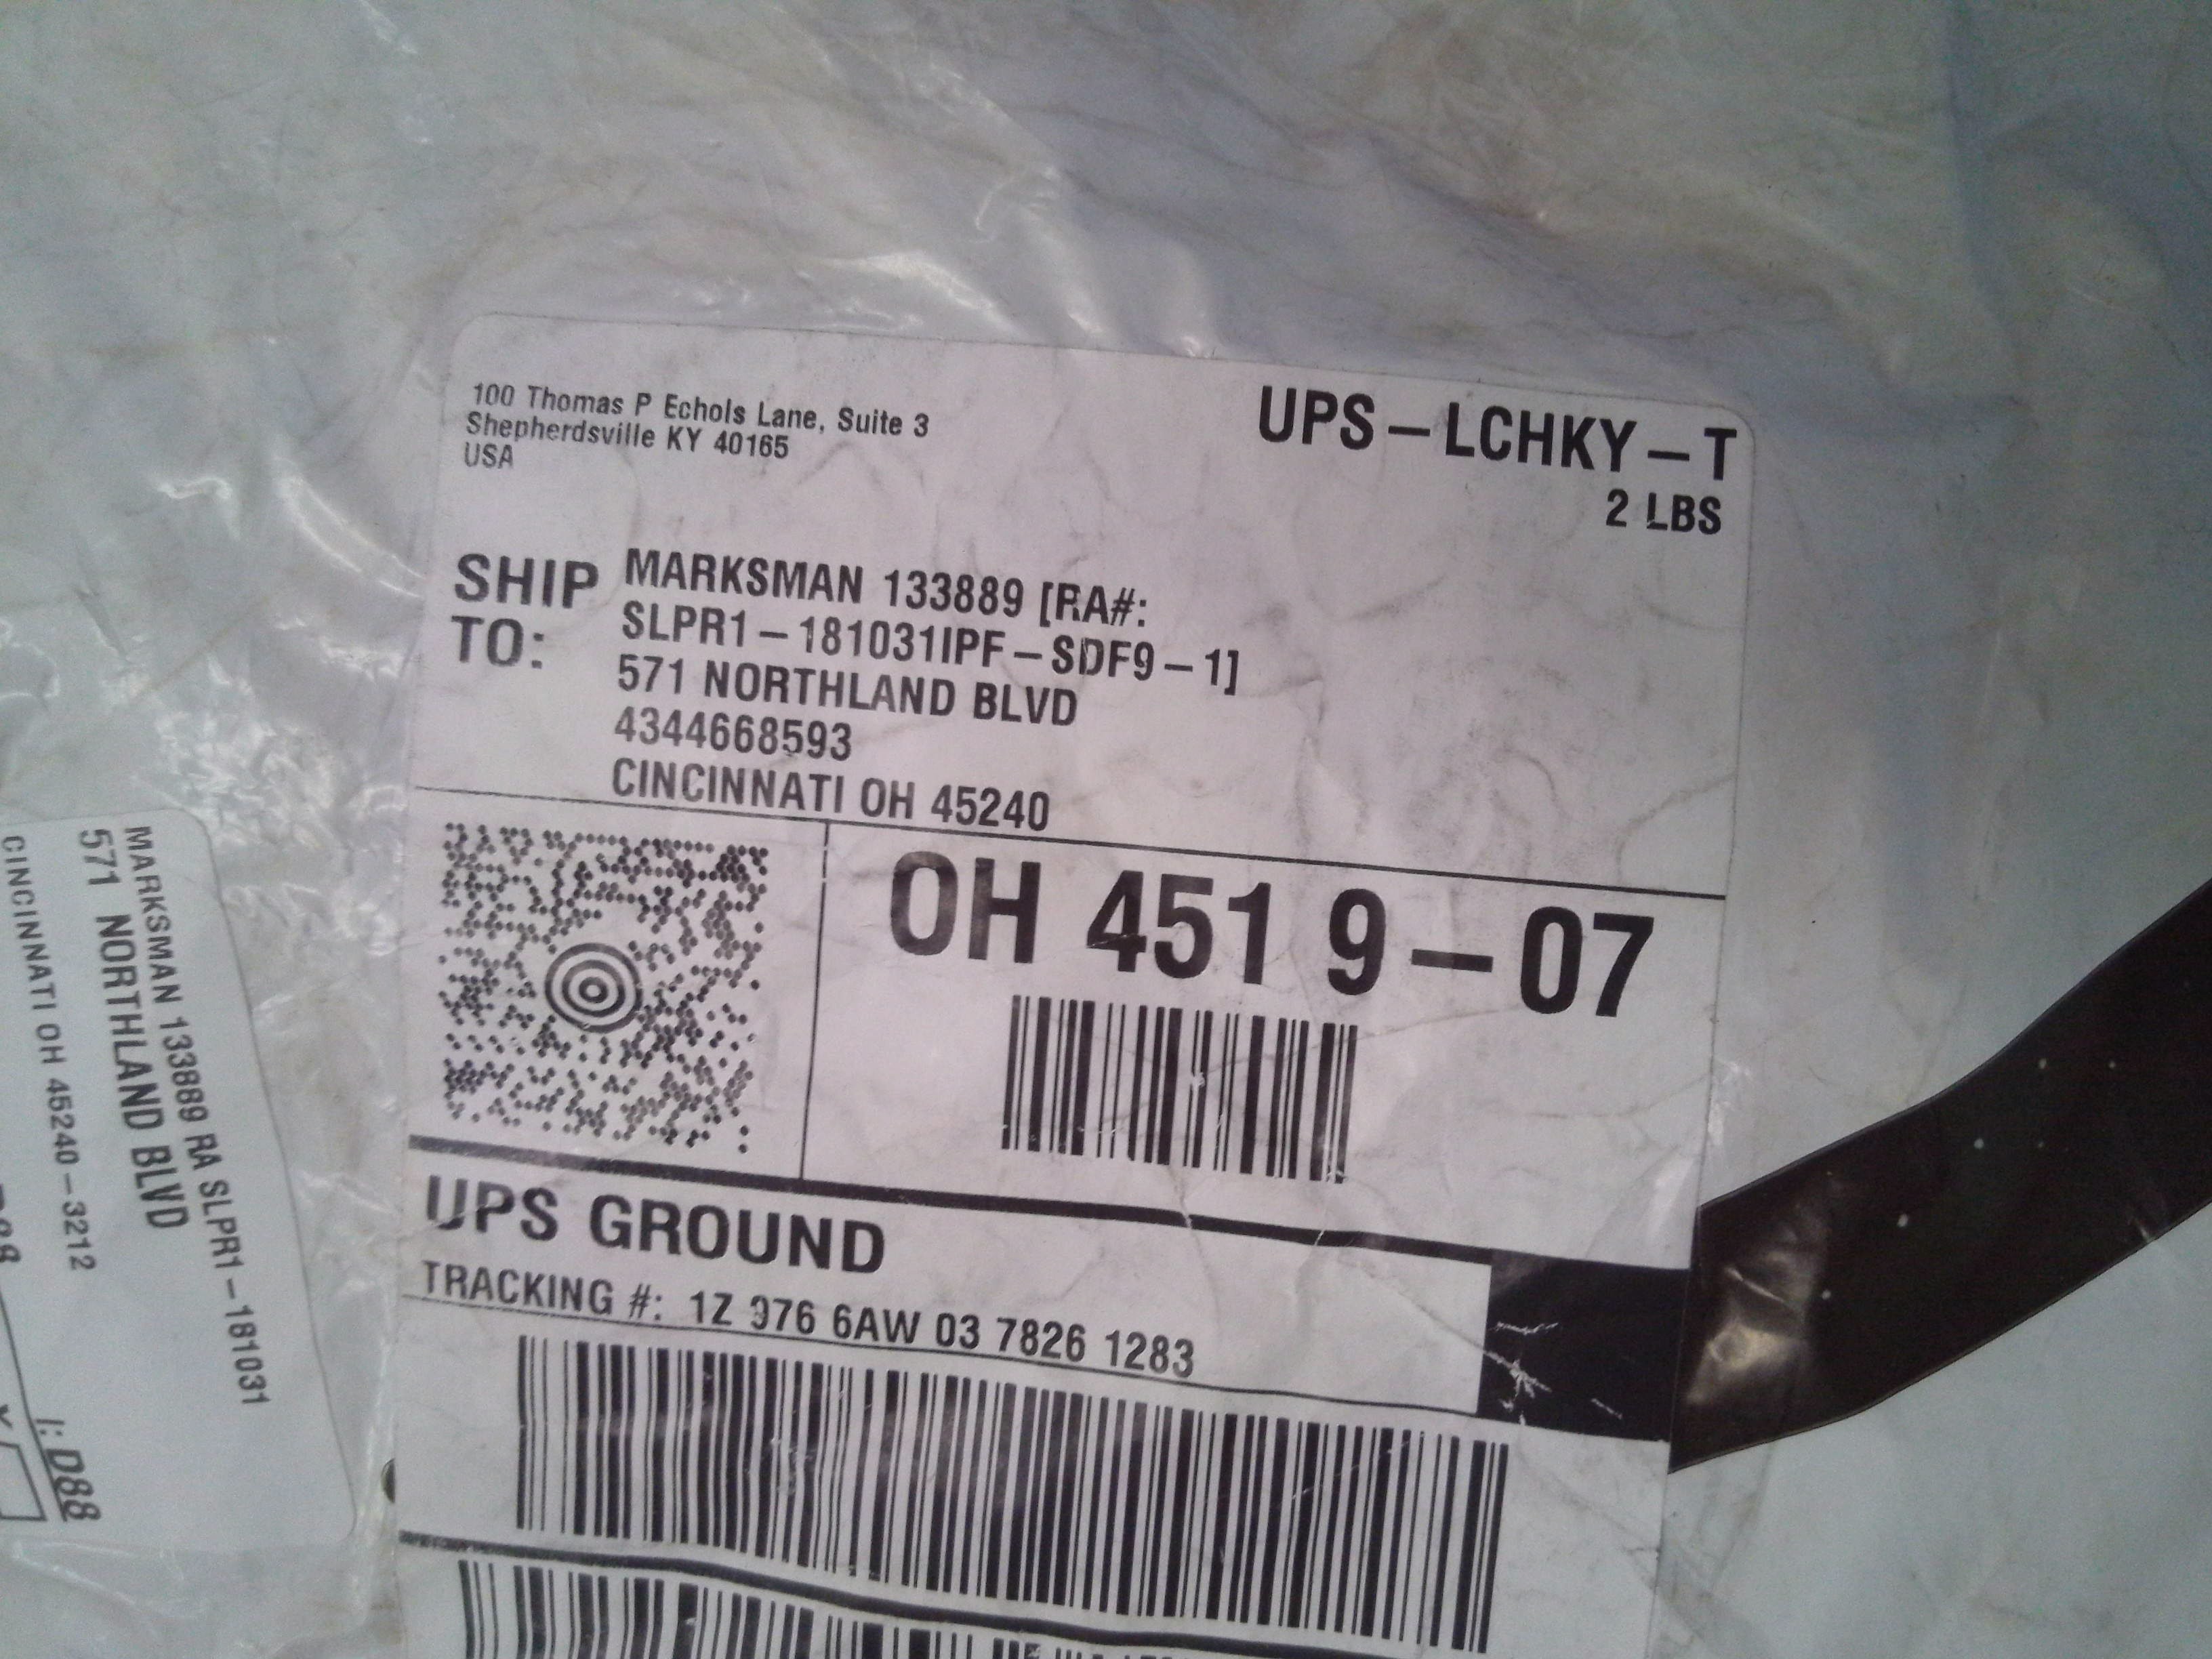 100 Thomas P Echols Lane, Suite 3
Shepherdsville KY 40165
USA
UPS – LCHKY – T
2 LBS
SHIP TO:
MARKSMAN 133889 [RA#:
SLPR1 – 181031IPF – SDF9 – 1]
571 NORTHLAND BLVD
4344668593
CINCINNATI OH 45240
OH 451 9 – 07
UPS GROUND
TRACKING #: 1Z 976 6AW 03 7826 1283
MARKSMAN 133889 RA SLPR1–181031
571 NORTHLAND BLVD
CINCINNATI OH 45240–3212
I: D88